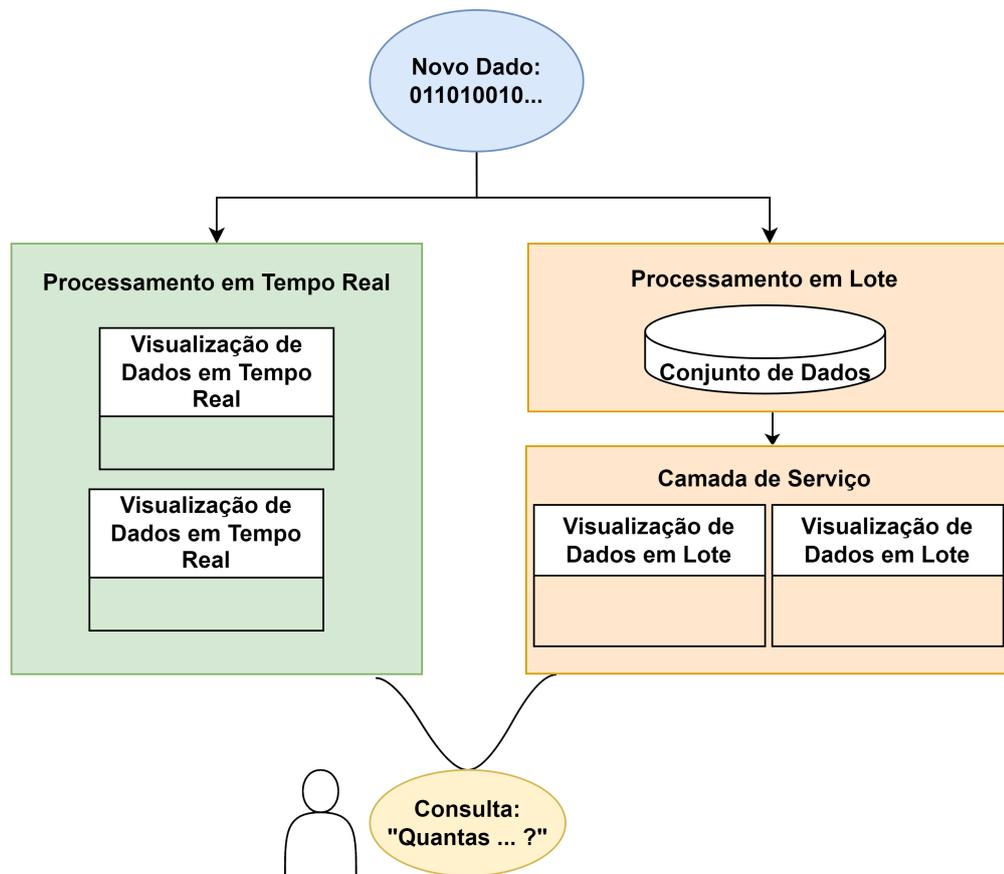 Novo Dado:
011010010...
Processamento em Tempo Real
Visualização de
Dados em Tempo
Real
Visualização de
Dados em Tempo
Real
Processamento em Lote
Conjunto de Dados
Camada de Serviço
Visualização de
Dados em Lote
Visualização de
Dados em Lote
Consulta:
"Quantas ... ?"